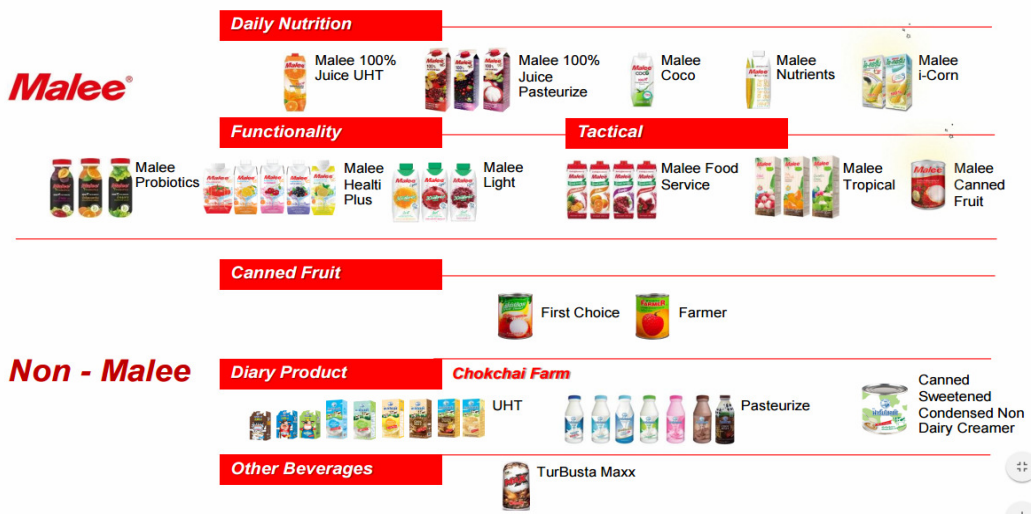 Daily Nutrition
Malee®
Malee 100%
Juice UHT
Malee 100%
Juice
Pasteurize
Malee
Coco
Malee
Nutrients
Malee
i-Corn
Functionality
Tactical
Malee
Probiotics
Malee
Healti
Plus
Malee
Light
Malee Food
Service
Malee
Tropical
Malee
Canned
Fruit
Canned Fruit
First Choice
Farmer
Non - Malee
Diary Product
Chokchai Farm
UHT
Pasteurize
Canned
Sweetened
Condensed Non
Dairy Creamer
Other Beverages
TurBusta Maxx